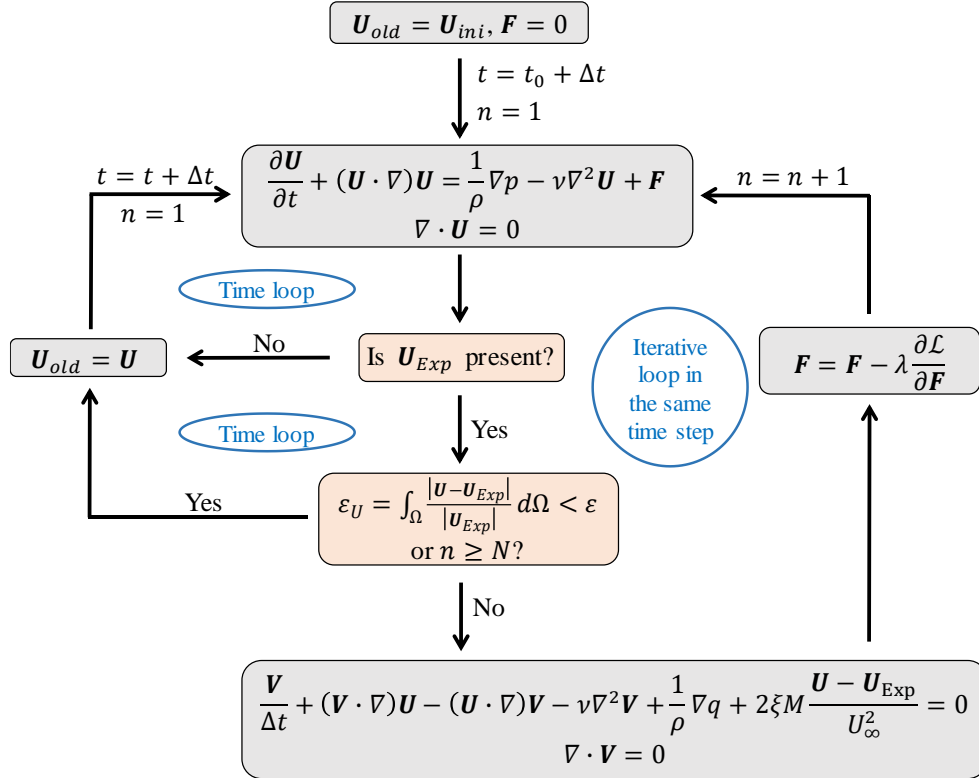 U_old = U_ini, F = 0
t = t_0 + Δt
n = 1
t = t + Δt
n = 1
∂U/∂t + (U · ∇)U = 1/ρ ∇p − ν∇²U + F
∇ · U = 0
n = n + 1
Time loop
U_old = U
No
Is U_Exp present?
Iterative
loop in
the same
time step
F = F − λ ∂ℒ/∂F
Time loop
Yes
Yes
ε_U = ∫_Ω |U−U_Exp|/|U_Exp| dΩ < ε
or n ≥ N?
No
V/Δt + (V · ∇)U − (U · ∇)V − ν∇²V + 1/ρ ∇q + 2ξM (U − U_Exp)/U_∞² = 0
∇ · V = 0